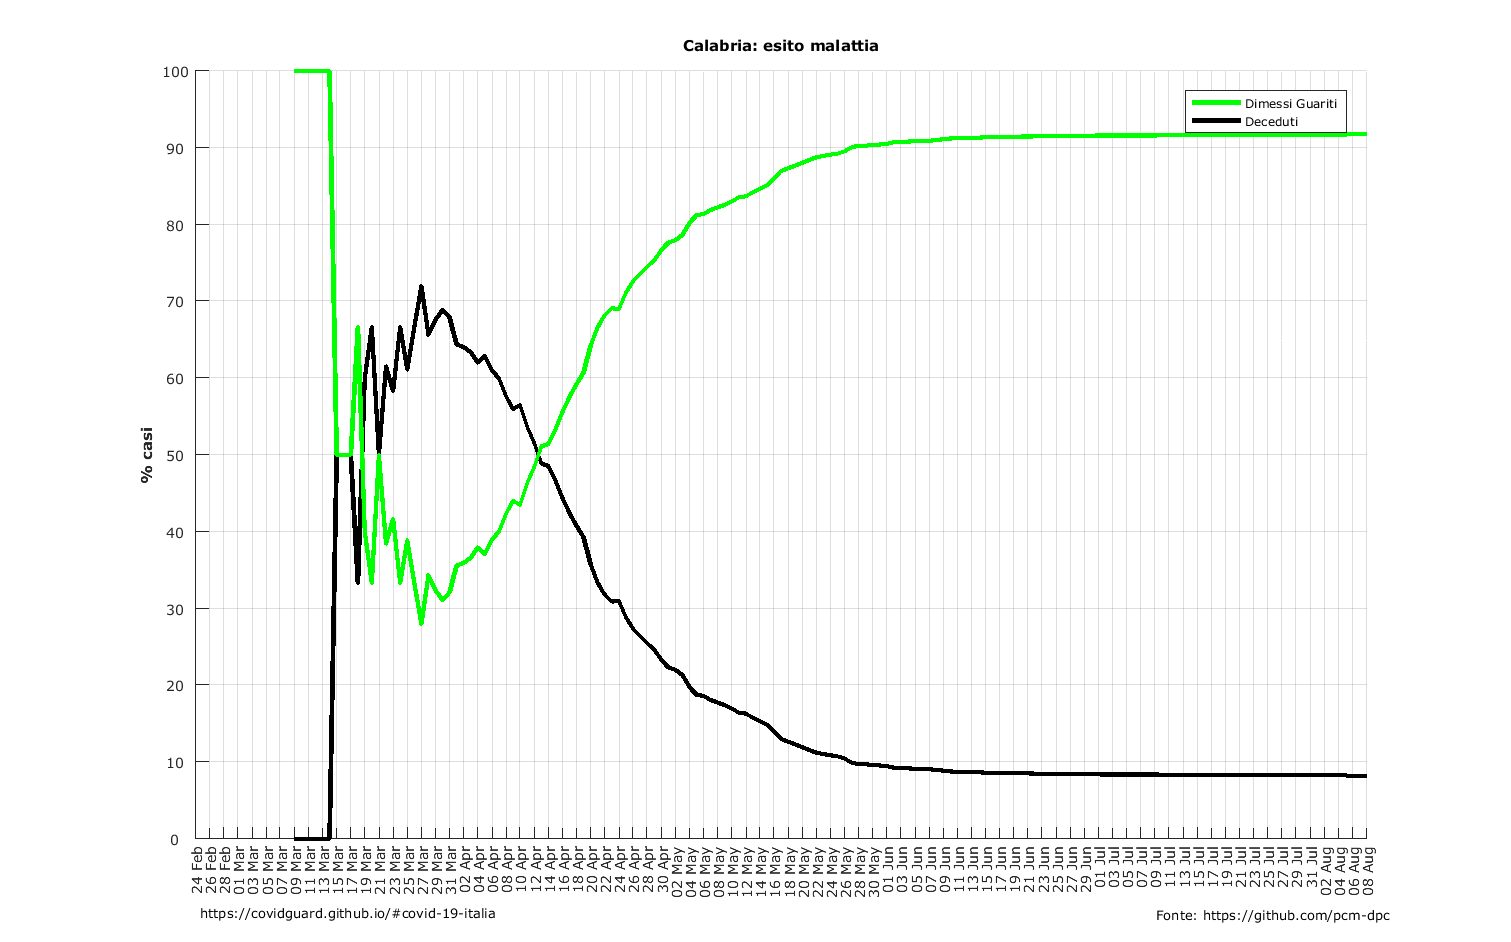 Calabria: esito malattia
Dimessi Guariti
Deceduti
% casi
100
90
80
70
60
50
40
30
20
10
0
24 Feb
26 Feb
28 Feb
01 Mar
03 Mar
05 Mar
07 Mar
09 Mar
11 Mar
13 Mar
15 Mar
17 Mar
19 Mar
21 Mar
23 Mar
25 Mar
27 Mar
29 Mar
31 Mar
02 Apr
04 Apr
06 Apr
08 Apr
10 Apr
12 Apr
14 Apr
16 Apr
18 Apr
20 Apr
22 Apr
24 Apr
26 Apr
28 Apr
30 Apr
02 May
04 May
06 May
08 May
10 May
12 May
14 May
16 May
18 May
20 May
22 May
24 May
26 May
28 May
30 May
01 Jun
03 Jun
05 Jun
07 Jun
09 Jun
11 Jun
13 Jun
15 Jun
17 Jun
19 Jun
21 Jun
23 Jun
25 Jun
27 Jun
29 Jun
01 Jul
03 Jul
05 Jul
07 Jul
09 Jul
11 Jul
13 Jul
15 Jul
17 Jul
19 Jul
21 Jul
23 Jul
25 Jul
27 Jul
29 Jul
31 Jul
02 Aug
04 Aug
06 Aug
08 Aug
https://covidguard.github.io/#covid-19-italia
Fonte: https://github.com/pcm-dpc